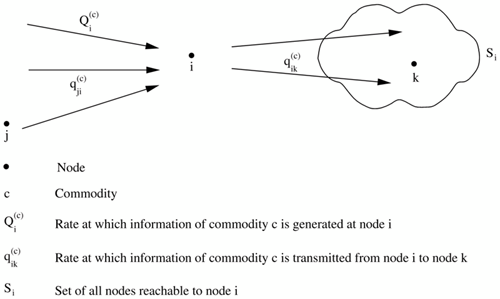 Q_i^(c)
i
q_ji^(c)
j
q_ik^(c)
k
S_i
Node
c Commodity
Q_i^(c) Rate at which information of commodity c is generated at node i
q_ik^(c) Rate at which information of commodity c is transmitted from node i to node k
S_i Set of all nodes reachable to node i